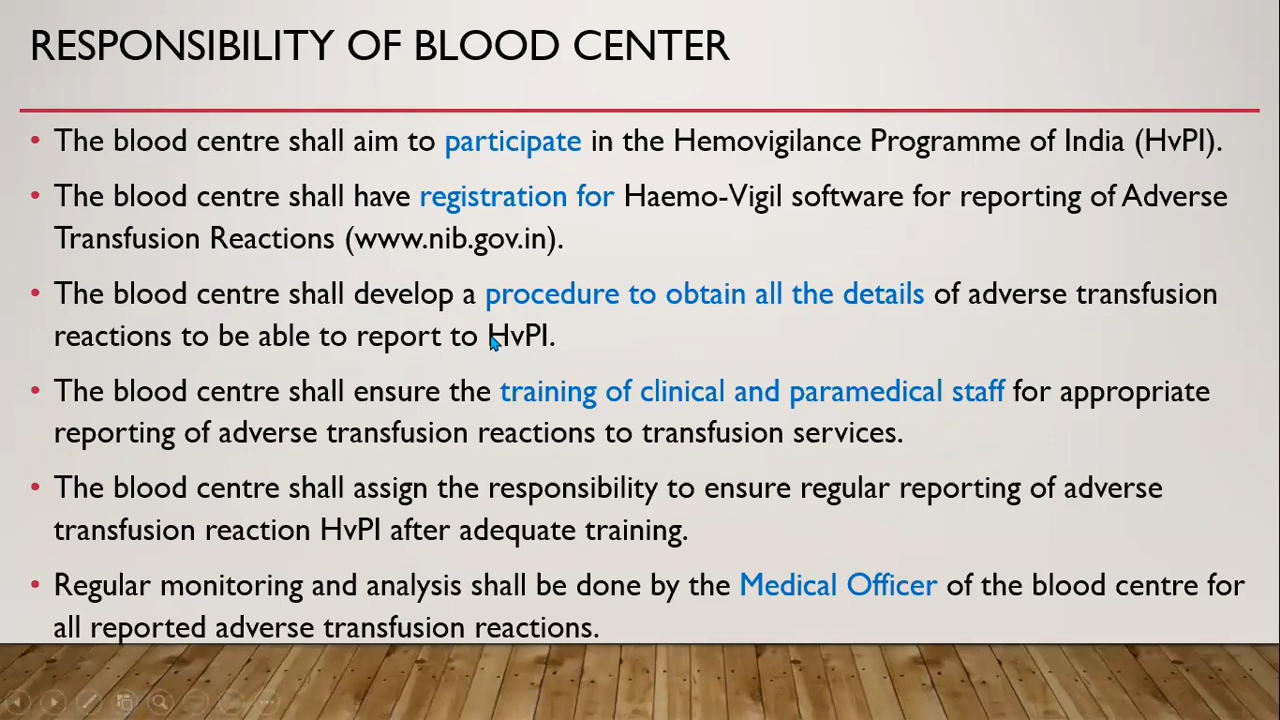 RESPONSIBILITY OF BLOOD CENTER
• The blood centre shall aim to participate in the Hemovigilance Programme of India (HvPI).
• The blood centre shall have registration for Haemo-Vigil software for reporting of Adverse
Transfusion Reactions (www.nib.gov.in).
• The blood centre shall develop a procedure to obtain all the details of adverse transfusion
reactions to be able to report to HvPI.
• The blood centre shall ensure the training of clinical and paramedical staff for appropriate
reporting of adverse transfusion reactions to transfusion services.
• The blood centre shall assign the responsibility to ensure regular reporting of adverse
transfusion reaction HvPI after adequate training.
• Regular monitoring and analysis shall be done by the Medical Officer of the blood centre for
all reported adverse transfusion reactions.